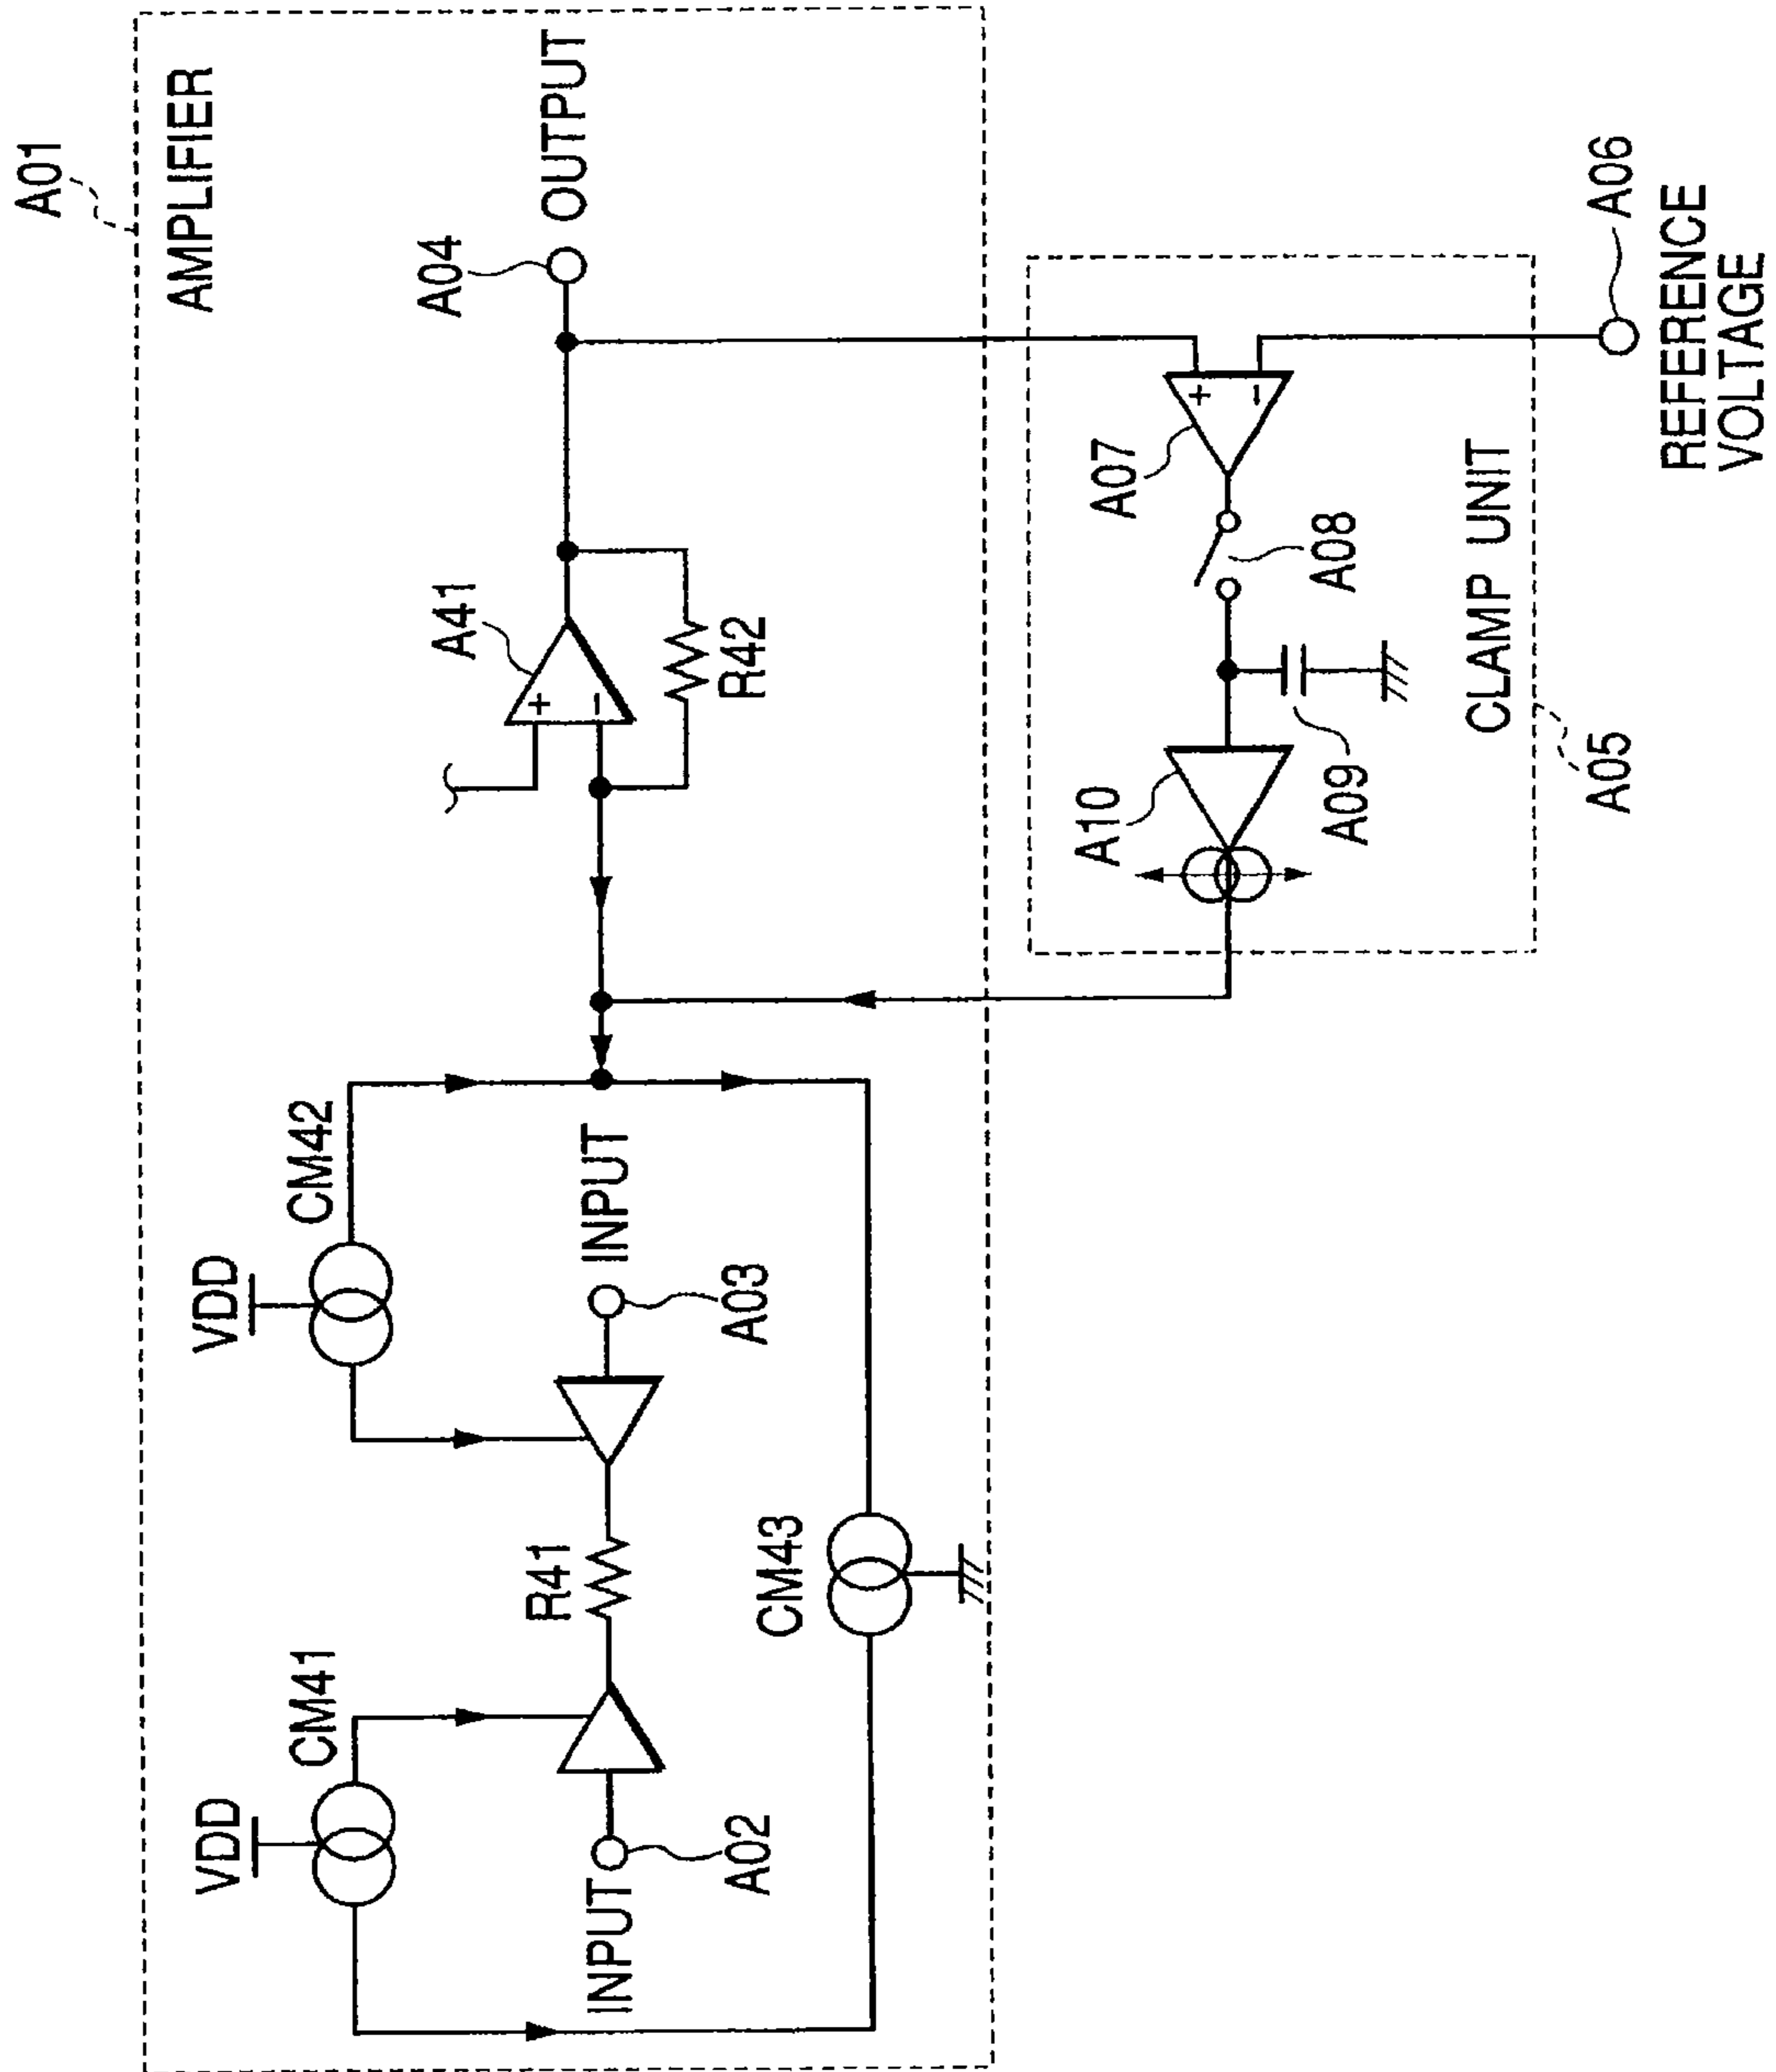 A01
AMPLIFIER
VDD
CM41
VDD
CM42
A41
A04
OUTPUT
R41
INPUT
INPUT
A02
A03
R42
CM43
A10
A07
A09
A08
CLAMP UNIT
A05
A06
REFERENCE
VOLTAGE